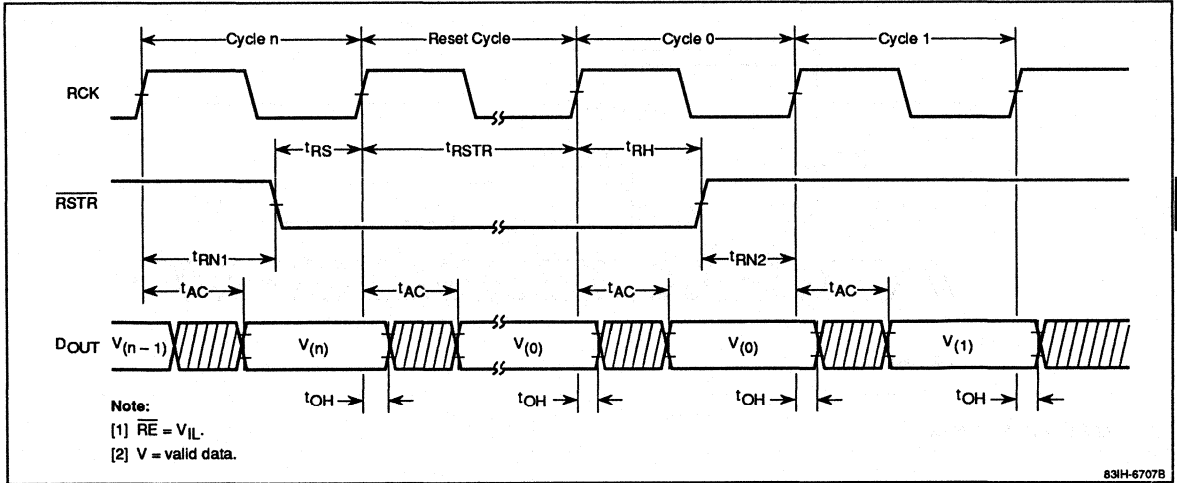 Cycle n Reset Cycle Cycle 0 Cycle 1
RCK
tRS tRSTR tRH
RSTR
tRN1 tRN2
tAC tAC tAC tAC
DOUT V(n – 1) V(n) V(0) V(0) V(1)
tOH tOH tOH tOH
Note:
[1] RE = VIL.
[2] V = valid data.
83IH-6707B